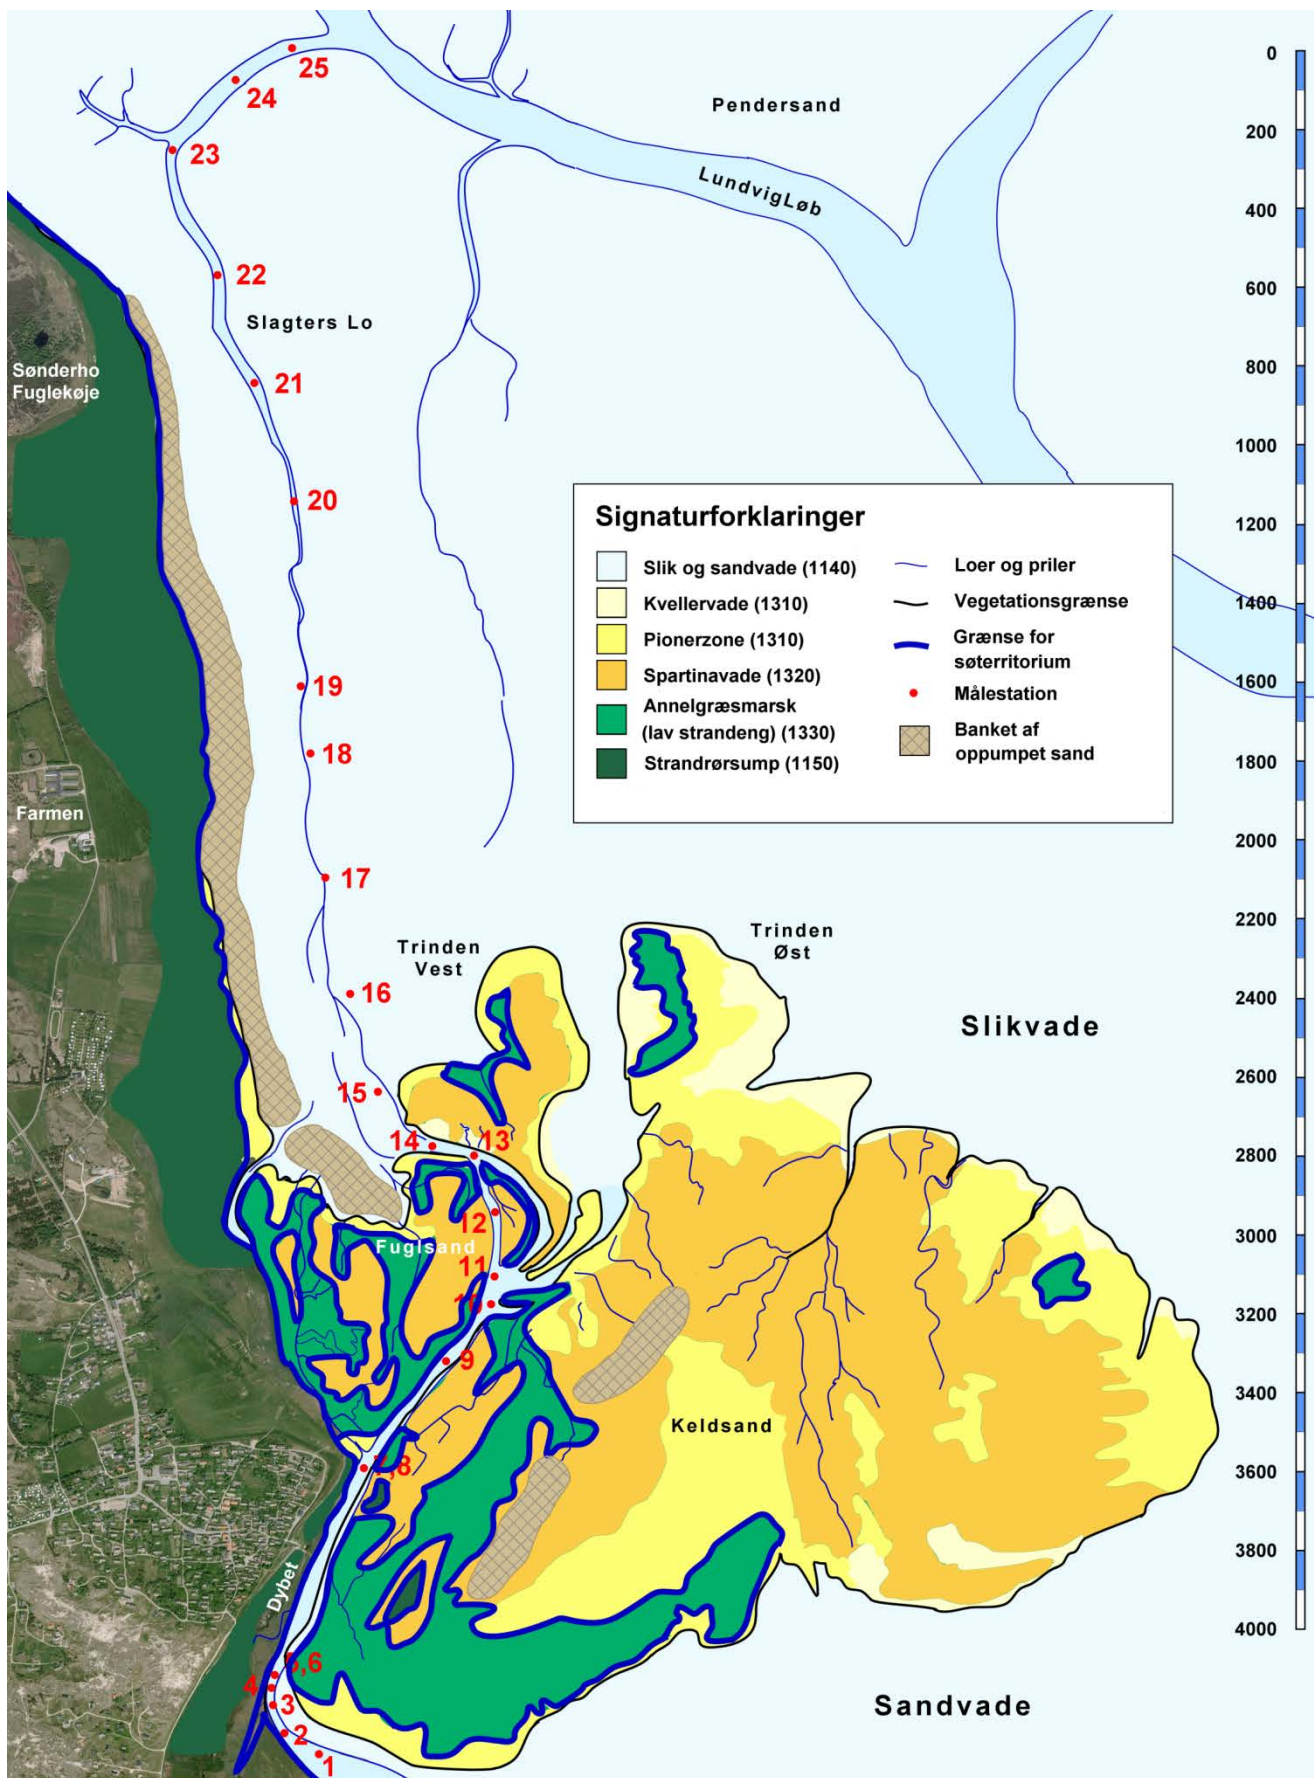 25
24
23
22
Slagters Lo
21
20
19
18
17
16
15
14
13
12
11
10
9
7,8
5,6
4
3
2
1
Pendersand
LundvigLøb
Sønderho
Fuglekøje
Farmen
Trinden
Vest
Trinden
Øst
Slikvade
Fuglsand
Keldsand
Dybet
Sandvade
Signaturforklaringer
Slik og sandvade (1140)
Kvellervade (1310)
Pionerzone (1310)
Spartinavade (1320)
Annelgræsmarsk
(lav strandeng) (1330)
Strandrørsump (1150)
Loer og priler
Vegetationsgrænse
Grænse for
søterritorium
Målestation
Banket af
oppumpet sand
0
200
400
600
800
1000
1200
1400
1600
1800
2000
2200
2400
2600
2800
3000
3200
3400
3600
3800
4000